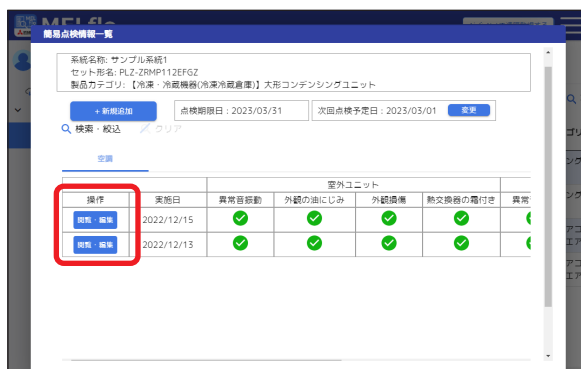 MELflo
簡易点検情報一覧
系統名称: サンプル系統1
セット形名: PLZ-ZRMP112EFGZ
製品カテゴリ: 【冷凍・冷蔵機器(冷凍冷蔵倉庫)】大形コンデンシングユニット
+ 新規追加
点検期限日 : 2023/03/31
次回点検予定日 : 2023/03/01
変更
検索・絞込
クリア
空調
室外ユニット
操作
実施日
異常音振動
外観の油にじみ
外観損傷
熱交換器の霜付き
異常
閲覧・編集
2022/12/15
閲覧・編集
2022/12/13